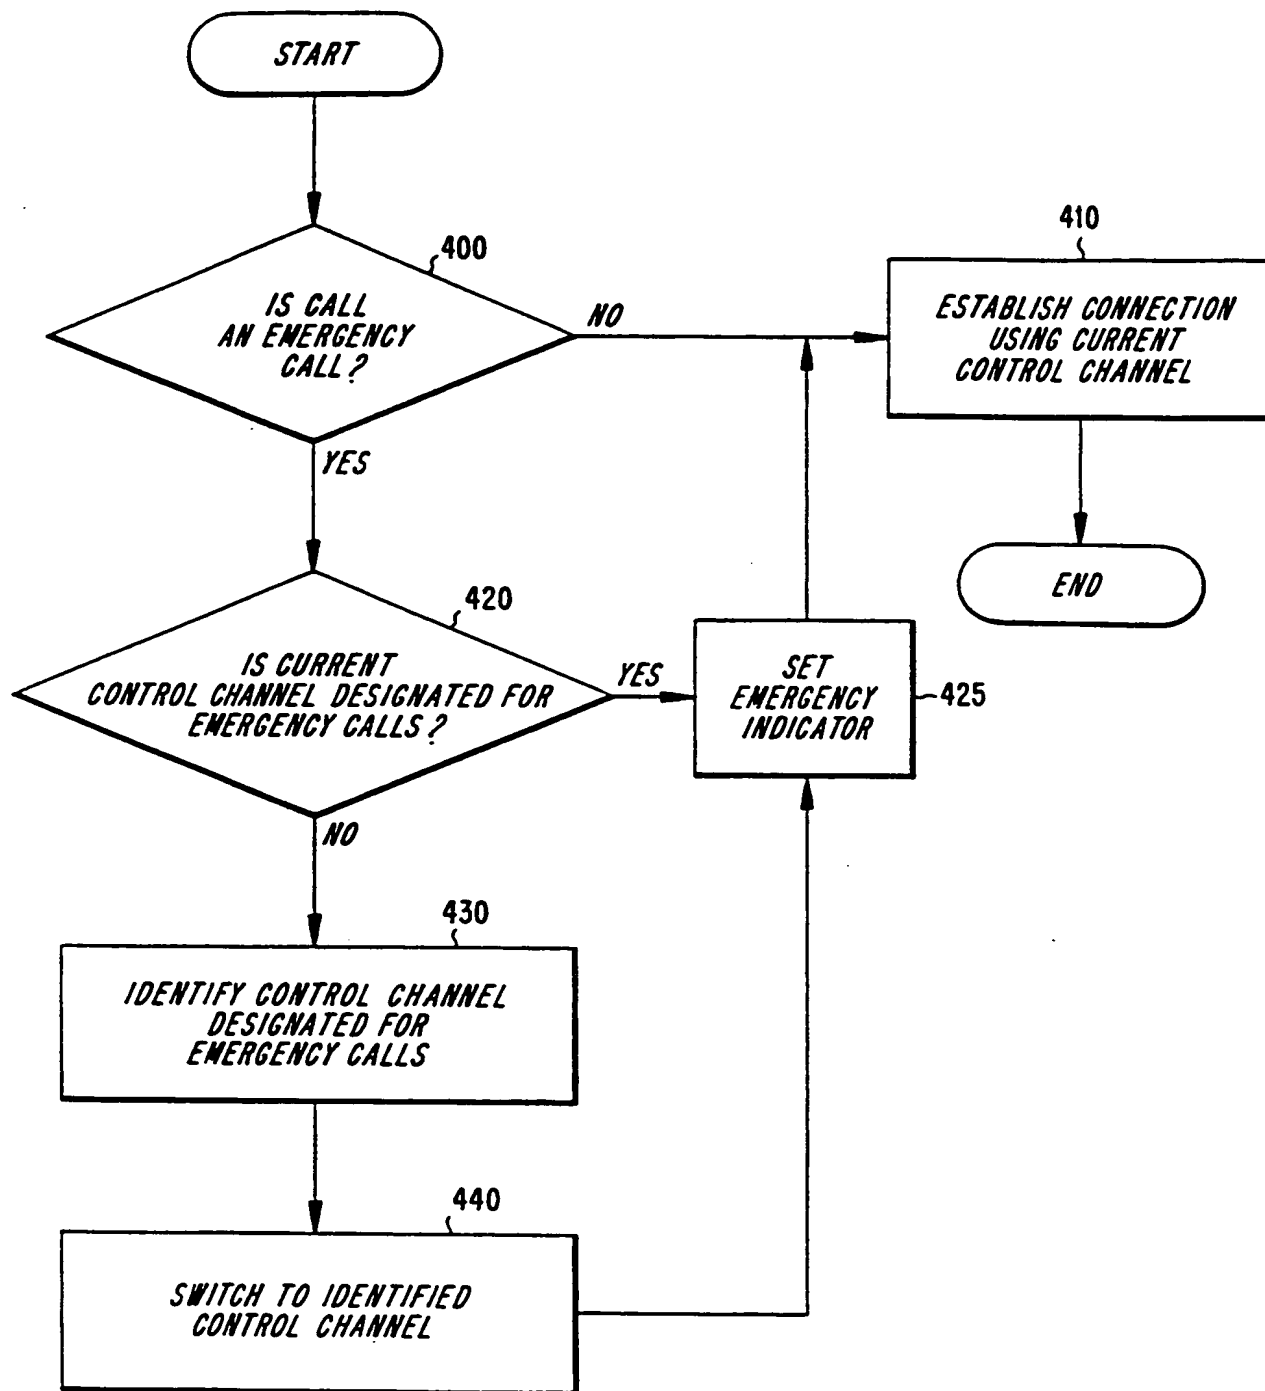 START
400
IS CALL
AN EMERGENCY
CALL?
NO
YES
410
ESTABLISH CONNECTION
USING CURRENT
CONTROL CHANNEL
END
420
IS CURRENT
CONTROL CHANNEL DESIGNATED FOR
EMERGENCY CALLS?
YES
NO
SET
EMERGENCY
INDICATOR
425
430
IDENTIFY CONTROL CHANNEL
DESIGNATED FOR
EMERGENCY CALLS
440
SWITCH TO IDENTIFIED
CONTROL CHANNEL